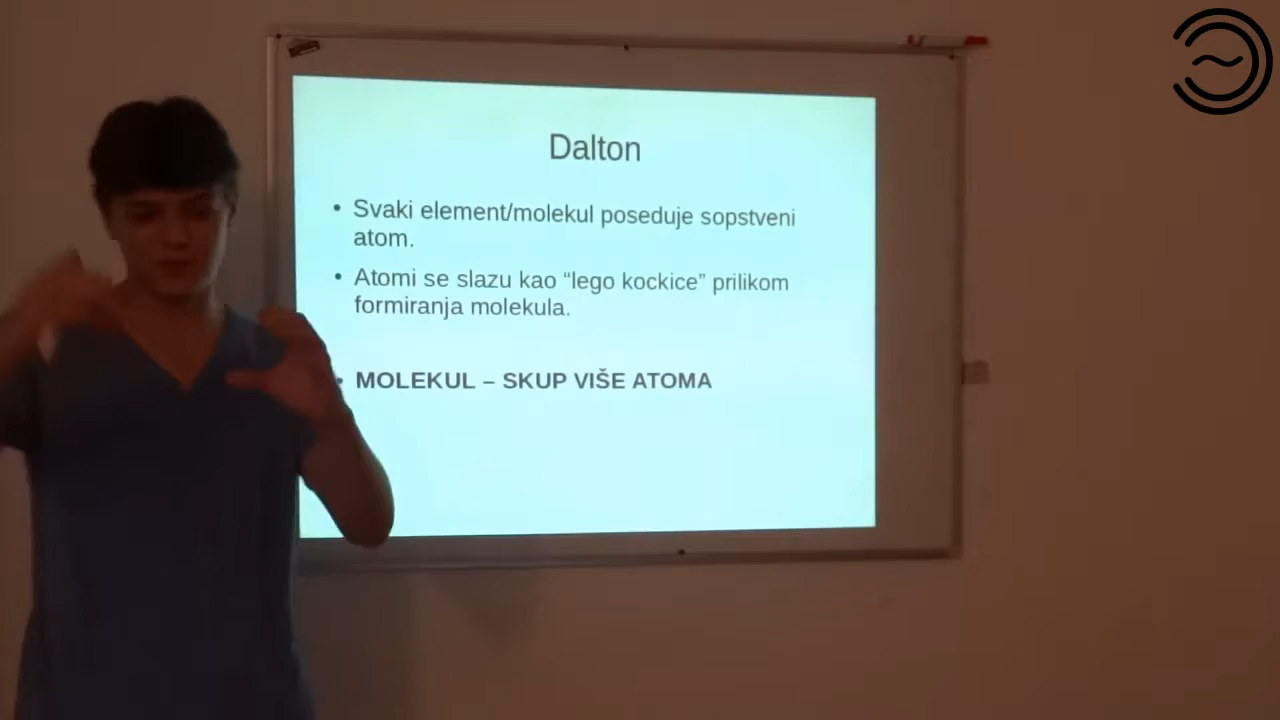 Dalton
• Svaki element/molekul poseduje sopstveni
atom.
• Atomi se slazu kao “lego kockice” prilikom
formiranja molekula.
• MOLEKUL – SKUP VIŠE ATOMA